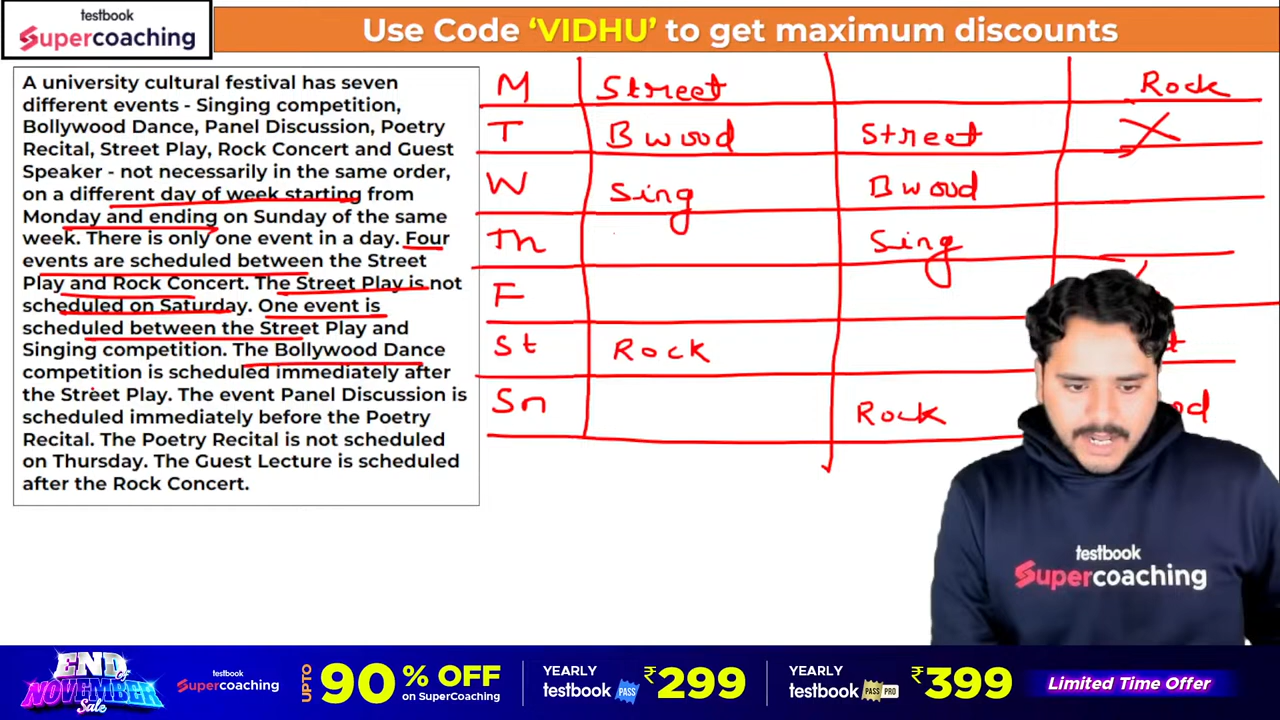 testbook
Supercoaching
Use Code ‘VIDHU’ to get maximum discounts
A university cultural festival has seven
different events - Singing competition,
Bollywood Dance, Panel Discussion, Poetry
Recital, Street Play, Rock Concert and Guest
Speaker - not necessarily in the same order,
on a different day of week starting from
Monday and ending on Sunday of the same
week. There is only one event in a day. Four
events are scheduled between the Street
Play and Rock Concert. The Street Play is not
scheduled on Saturday. One event is
scheduled between the Street Play and
Singing competition. The Bollywood Dance
competition is scheduled immediately after
the Street Play. The event Panel Discussion is
scheduled immediately before the Poetry
Recital. The Poetry Recital is not scheduled
on Thursday. The Guest Lecture is scheduled
after the Rock Concert.
M Street Rock
T Bwood Street
W Sing Bwood
Th Sing
F
St Rock
Sn Rock
testbook
Supercoaching
END
OF
NOVEMBER
Sale
testbook
Supercoaching
UPTO
90% OFF
on SuperCoaching
YEARLY
testbook PASS
₹299
YEARLY
testbook PASS PRO
₹399
Limited Time Offer